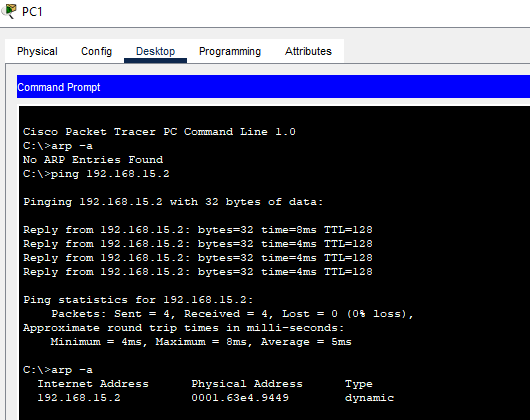 PC1
Physical Config Desktop Programming Attributes
Command Prompt
Cisco Packet Tracer PC Command Line 1.0
C:\>arp -a
No ARP Entries Found
C:\>ping 192.168.15.2
Pinging 192.168.15.2 with 32 bytes of data:
Reply from 192.168.15.2: bytes=32 time=8ms TTL=128
Reply from 192.168.15.2: bytes=32 time=4ms TTL=128
Reply from 192.168.15.2: bytes=32 time=4ms TTL=128
Reply from 192.168.15.2: bytes=32 time=4ms TTL=128
Ping statistics for 192.168.15.2:
Packets: Sent = 4, Received = 4, Lost = 0 (0% loss),
Approximate round trip times in milli-seconds:
Minimum = 4ms, Maximum = 8ms, Average = 5ms
C:\>arp -a
Internet Address Physical Address Type
192.168.15.2 0001.63e4.9449 dynamic